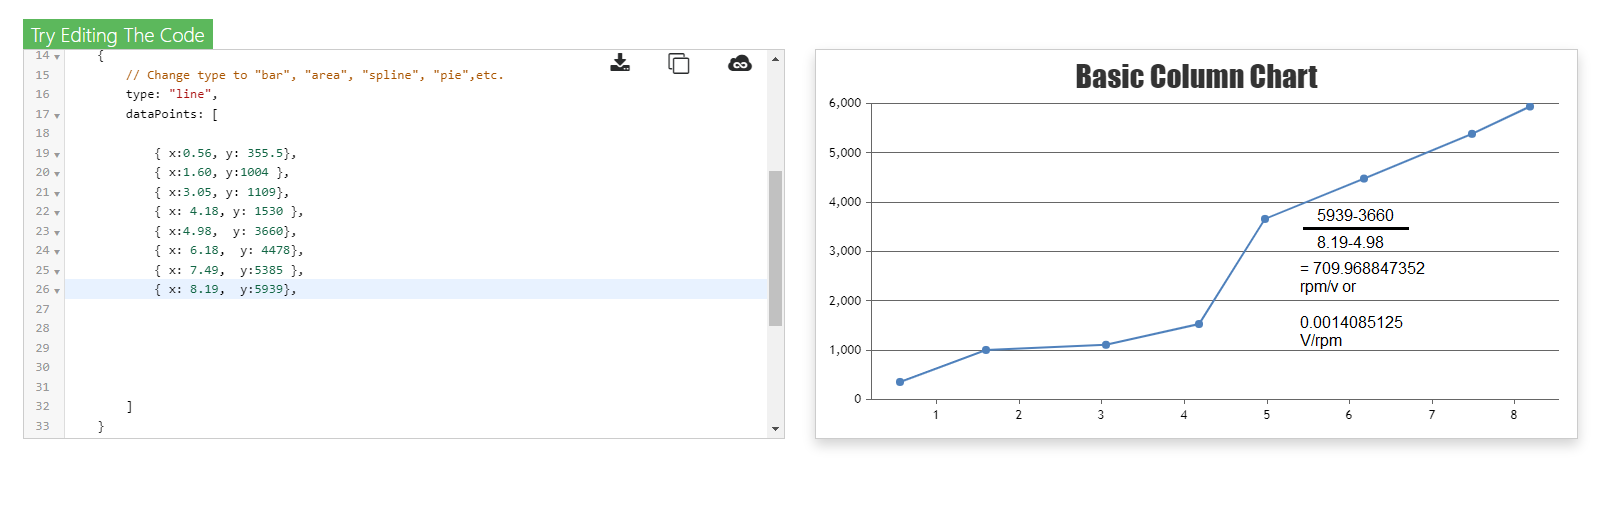 Try Editing The Code
14 {
15 // Change type to "bar", "area", "spline", "pie",etc.
16 type: "line",
17 dataPoints: [
18
19 { x:0.56, y: 355.5},
20 { x:1.60, y:1004 },
21 { x:3.05, y: 1109},
22 { x: 4.18, y: 1530 },
23 { x:4.98,  y: 3660},
24 { x: 6.18,  y: 4478},
25 { x: 7.49,  y:5385 },
26 { x: 8.19,  y:5939},
27
28
29
30
31
32 ]
33 }
Basic Column Chart
6,000
5,000
4,000
3,000
2,000
1,000
0
1 2 3 4 5 6 7 8
5939-3660
8.19-4.98
= 709.968847352
rpm/v or
0.0014085125
V/rpm